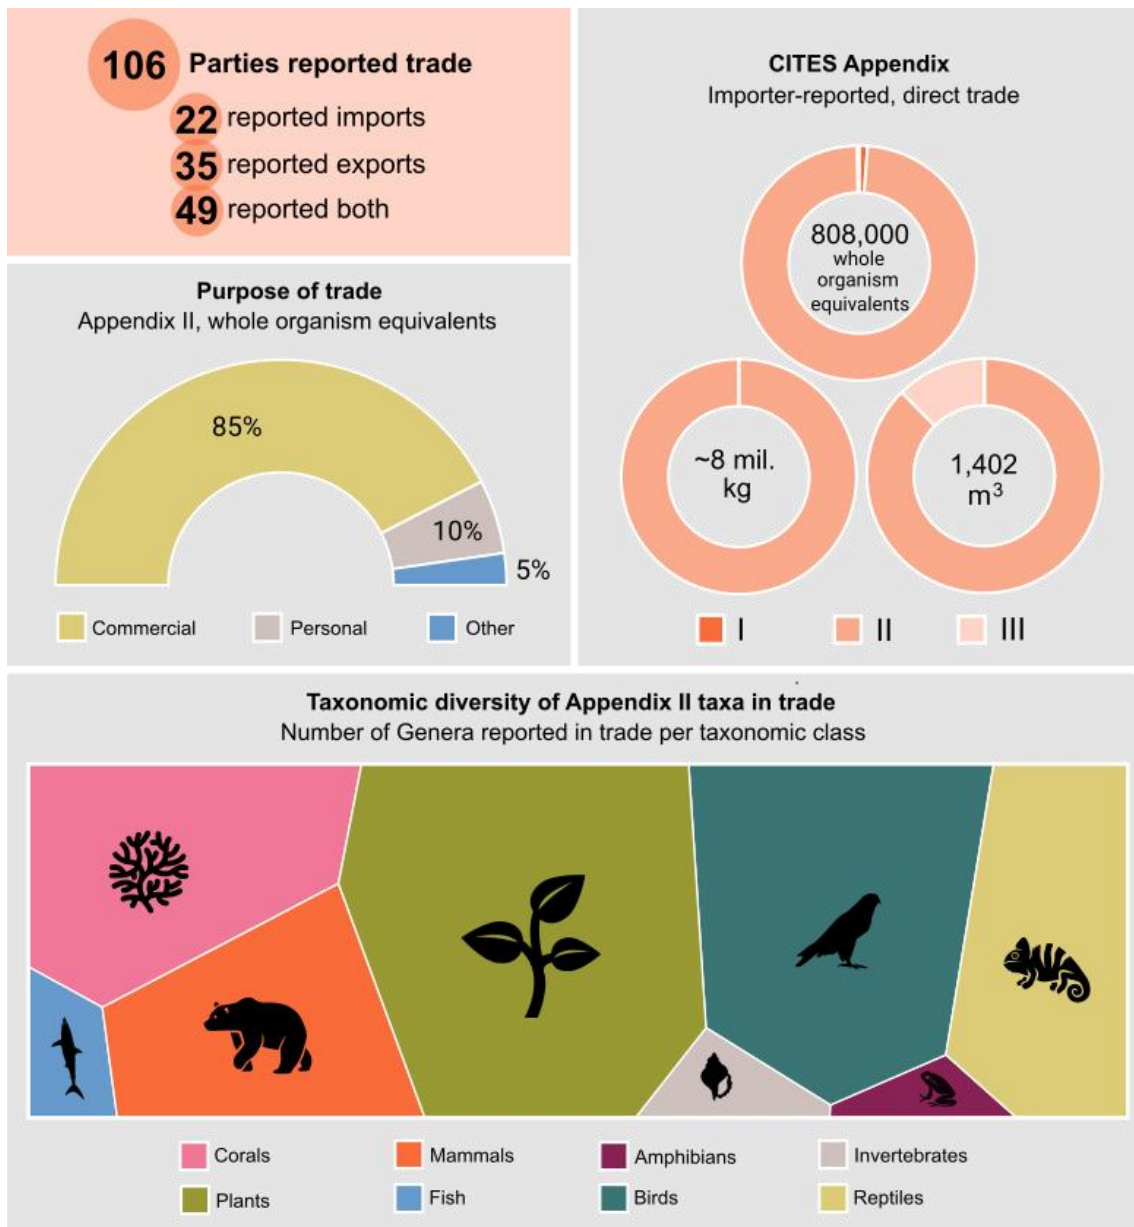 106 Parties reported trade
22 reported imports
35 reported exports
49 reported both
Purpose of trade
Appendix II, whole organism equivalents
85%
10%
5%
Commercial
Personal
Other
CITES Appendix
Importer-reported, direct trade
808,000
whole
organism
equivalents
~8 mil.
kg
1,402
m³
I
II
III
Taxonomic diversity of Appendix II taxa in trade
Number of Genera reported in trade per taxonomic class
Corals
Mammals
Amphibians
Invertebrates
Plants
Fish
Birds
Reptiles